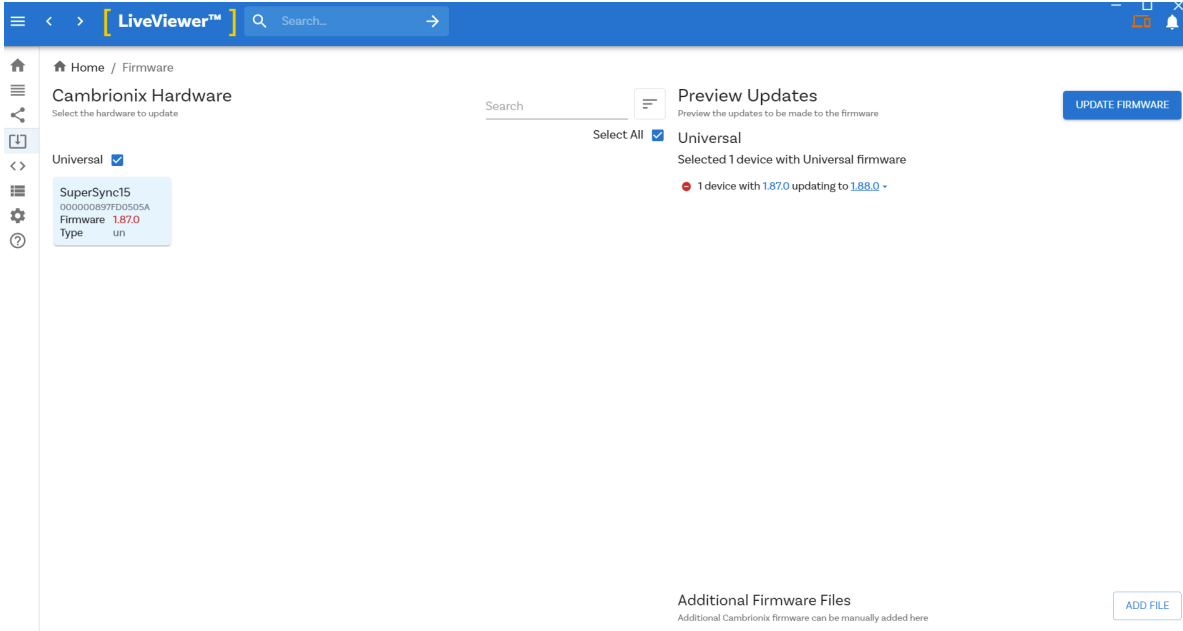 [ LiveViewer™ ]
Search...
Home / Firmware
Cambrionix Hardware
Select the hardware to update
Search
Select All
Universal
SuperSync15
000000897FD0505A
Firmware 1.87.0
Type un
Preview Updates
Preview the updates to be made to the firmware
UPDATE FIRMWARE
Universal
Selected 1 device with Universal firmware
1 device with 1.87.0 updating to 1.88.0
Additional Firmware Files
Additional Cambrionix firmware can be manually added here
ADD FILE